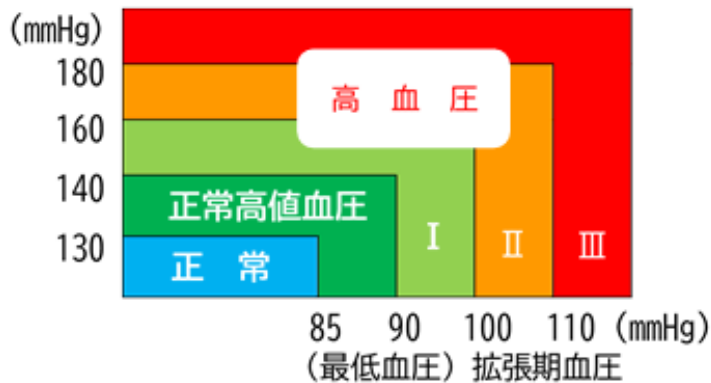 (mmHg)
180
160
140
130
高 血 圧
正常高値血圧
正 常
Ⅰ
Ⅱ
Ⅲ
85 90 100 110 (mmHg)
(最低血圧) 拡張期血圧